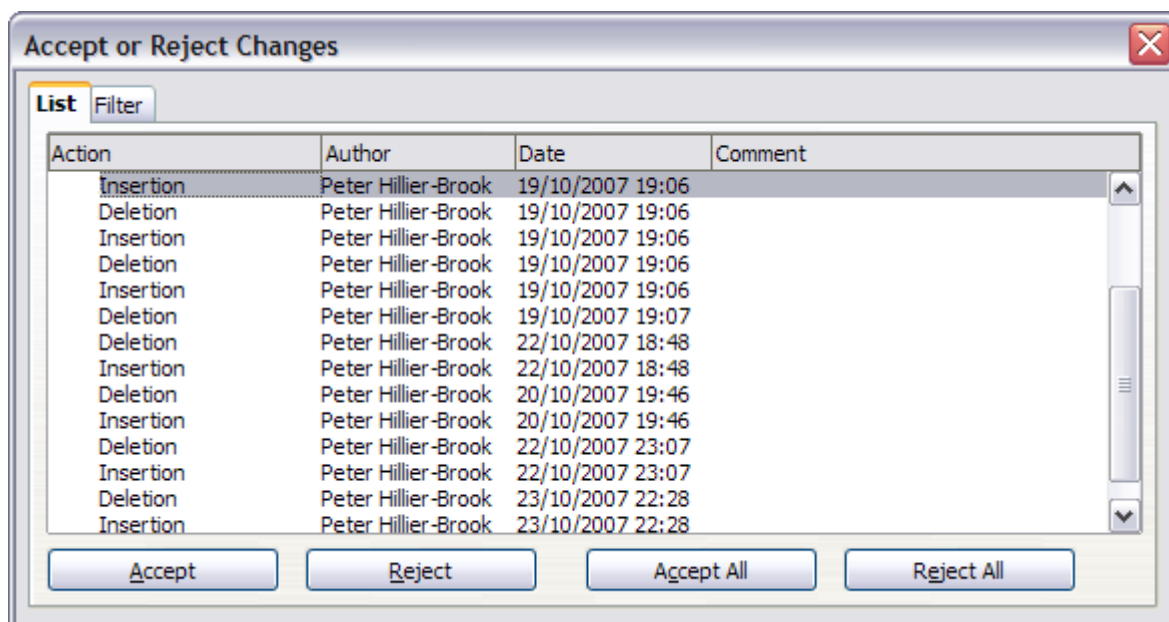 Accept or Reject Changes
List Filter
Action Author Date Comment
Insertion Peter Hillier-Brook 19/10/2007 19:06
Deletion Peter Hillier-Brook 19/10/2007 19:06
Insertion Peter Hillier-Brook 19/10/2007 19:06
Deletion Peter Hillier-Brook 19/10/2007 19:06
Insertion Peter Hillier-Brook 19/10/2007 19:06
Deletion Peter Hillier-Brook 19/10/2007 19:07
Deletion Peter Hillier-Brook 22/10/2007 18:48
Insertion Peter Hillier-Brook 22/10/2007 18:48
Deletion Peter Hillier-Brook 20/10/2007 19:46
Insertion Peter Hillier-Brook 20/10/2007 19:46
Deletion Peter Hillier-Brook 22/10/2007 23:07
Insertion Peter Hillier-Brook 22/10/2007 23:07
Deletion Peter Hillier-Brook 23/10/2007 22:28
Insertion Peter Hillier-Brook 23/10/2007 22:28
Accept Reject Accept All Reject All